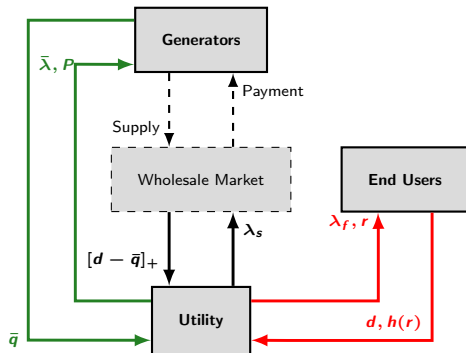 Generators
λ̄, P
Payment
Supply
Wholesale Market
End Users
λ_f, r
λ_s
[d − q̄]₊
Utility
d, h(r)
q̄